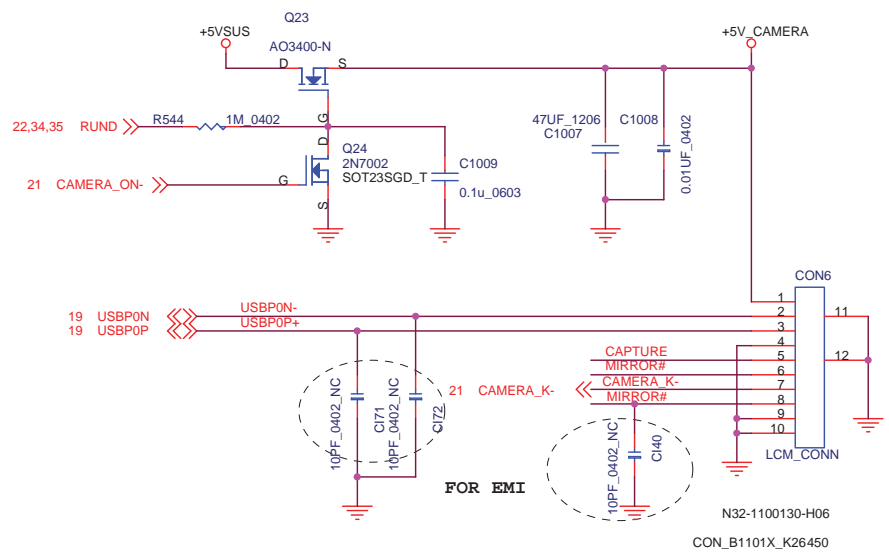 Q23
+5VSUS
+5V_CAMERA
AO3400-N
D
S
G
22,34,35 RUND
R544
1M_0402
47UF_1206
C1007
C1008
0.01UF_0402
D
Q24
2N7002
SOT23SGD_T
C1009
0.1u_0603
21 CAMERA_ON-
G
S
CON6
19 USBP0N
USBP0N-
19 USBP0P
USBP0P+
1
2
3
4
5
6
7
8
9
10
11
12
CAPTURE
MIRROR#
21 CAMERA_K-
CAMERA_K-
MIRROR#
10PF_0402_NC
CI71
10PF_0402_NC
CI72
10PF_0402_NC
CI40
LCM_CONN
FOR EMI
N32-1100130-H06
CON_B1101X_K26450